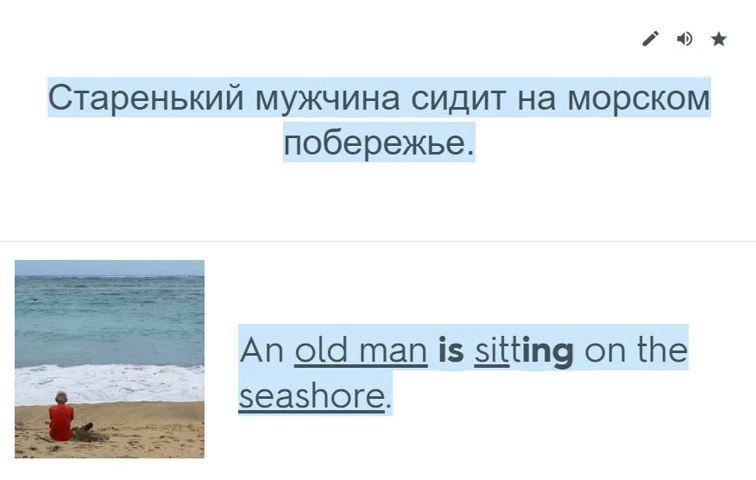 Старенький мужчина сидит на морском
побережье.
An old man is sitting on the
seashore.